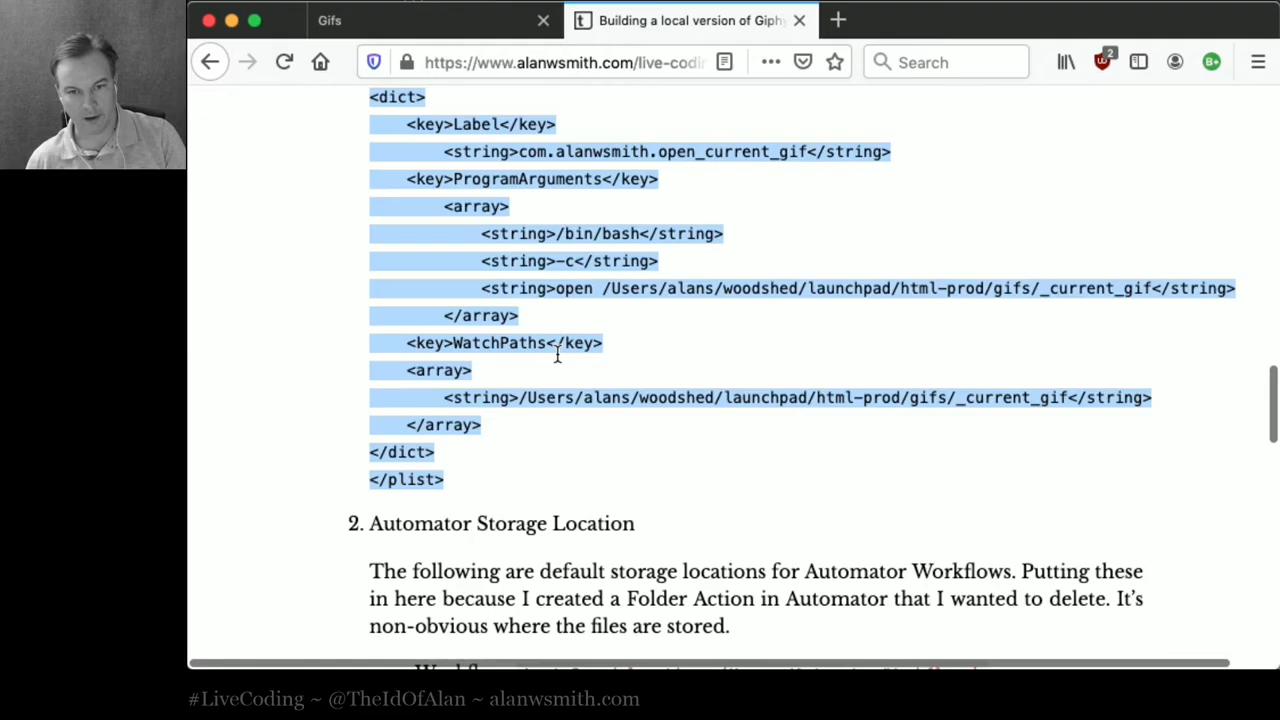 Gifs
Building a local version of Giphy
https://www.alanwsmith.com/live-codi
Search
2
B+
<dict>
<key>Label</key>
<string>com.alanwsmith.open_current_gif</string>
<key>ProgramArguments</key>
<array>
<string>/bin/bash</string>
<string>-c</string>
<string>open /Users/alans/woodshed/launchpad/html-prod/gifs/_current_gif</string>
</array>
<key>WatchPaths</key>
<array>
<string>/Users/alans/woodshed/launchpad/html-prod/gifs/_current_gif</string>
</array>
</dict>
</plist>
2. Automator Storage Location
The following are default storage locations for Automator Workflows. Putting these
in here because I created a Folder Action in Automator that I wanted to delete. It’s
non-obvious where the files are stored.
#LiveCoding ~ @TheIdOfAlan ~ alanwsmith.com